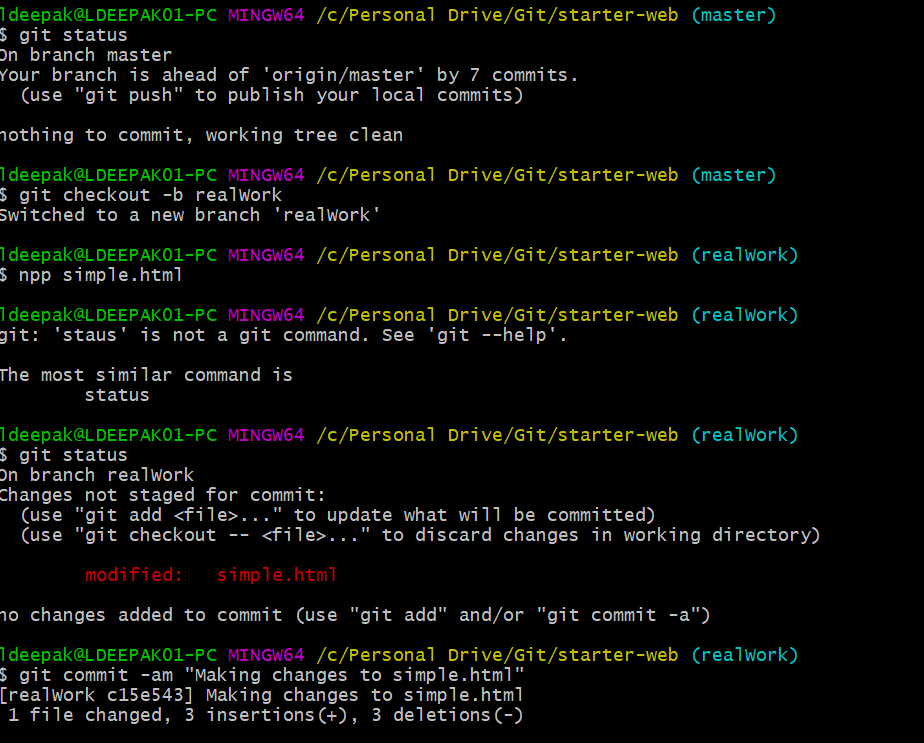 ldeepak@LDEEPAK01-PC MINGW64 /c/Personal Drive/Git/starter-web (master)
$ git status
On branch master
Your branch is ahead of 'origin/master' by 7 commits.
  (use "git push" to publish your local commits)
nothing to commit, working tree clean
ldeepak@LDEEPAK01-PC MINGW64 /c/Personal Drive/Git/starter-web (master)
$ git checkout -b realWork
Switched to a new branch 'realWork'
ldeepak@LDEEPAK01-PC MINGW64 /c/Personal Drive/Git/starter-web (realWork)
$ npp simple.html
ldeepak@LDEEPAK01-PC MINGW64 /c/Personal Drive/Git/starter-web (realWork)
git: 'staus' is not a git command. See 'git --help'.
The most similar command is
        status
ldeepak@LDEEPAK01-PC MINGW64 /c/Personal Drive/Git/starter-web (realWork)
$ git status
On branch realWork
Changes not staged for commit:
  (use "git add <file>..." to update what will be committed)
  (use "git checkout -- <file>..." to discard changes in working directory)
        modified:   simple.html
no changes added to commit (use "git add" and/or "git commit -a")
ldeepak@LDEEPAK01-PC MINGW64 /c/Personal Drive/Git/starter-web (realWork)
$ git commit -am "Making changes to simple.html"
[realWork c15e543] Making changes to simple.html
 1 file changed, 3 insertions(+), 3 deletions(-)